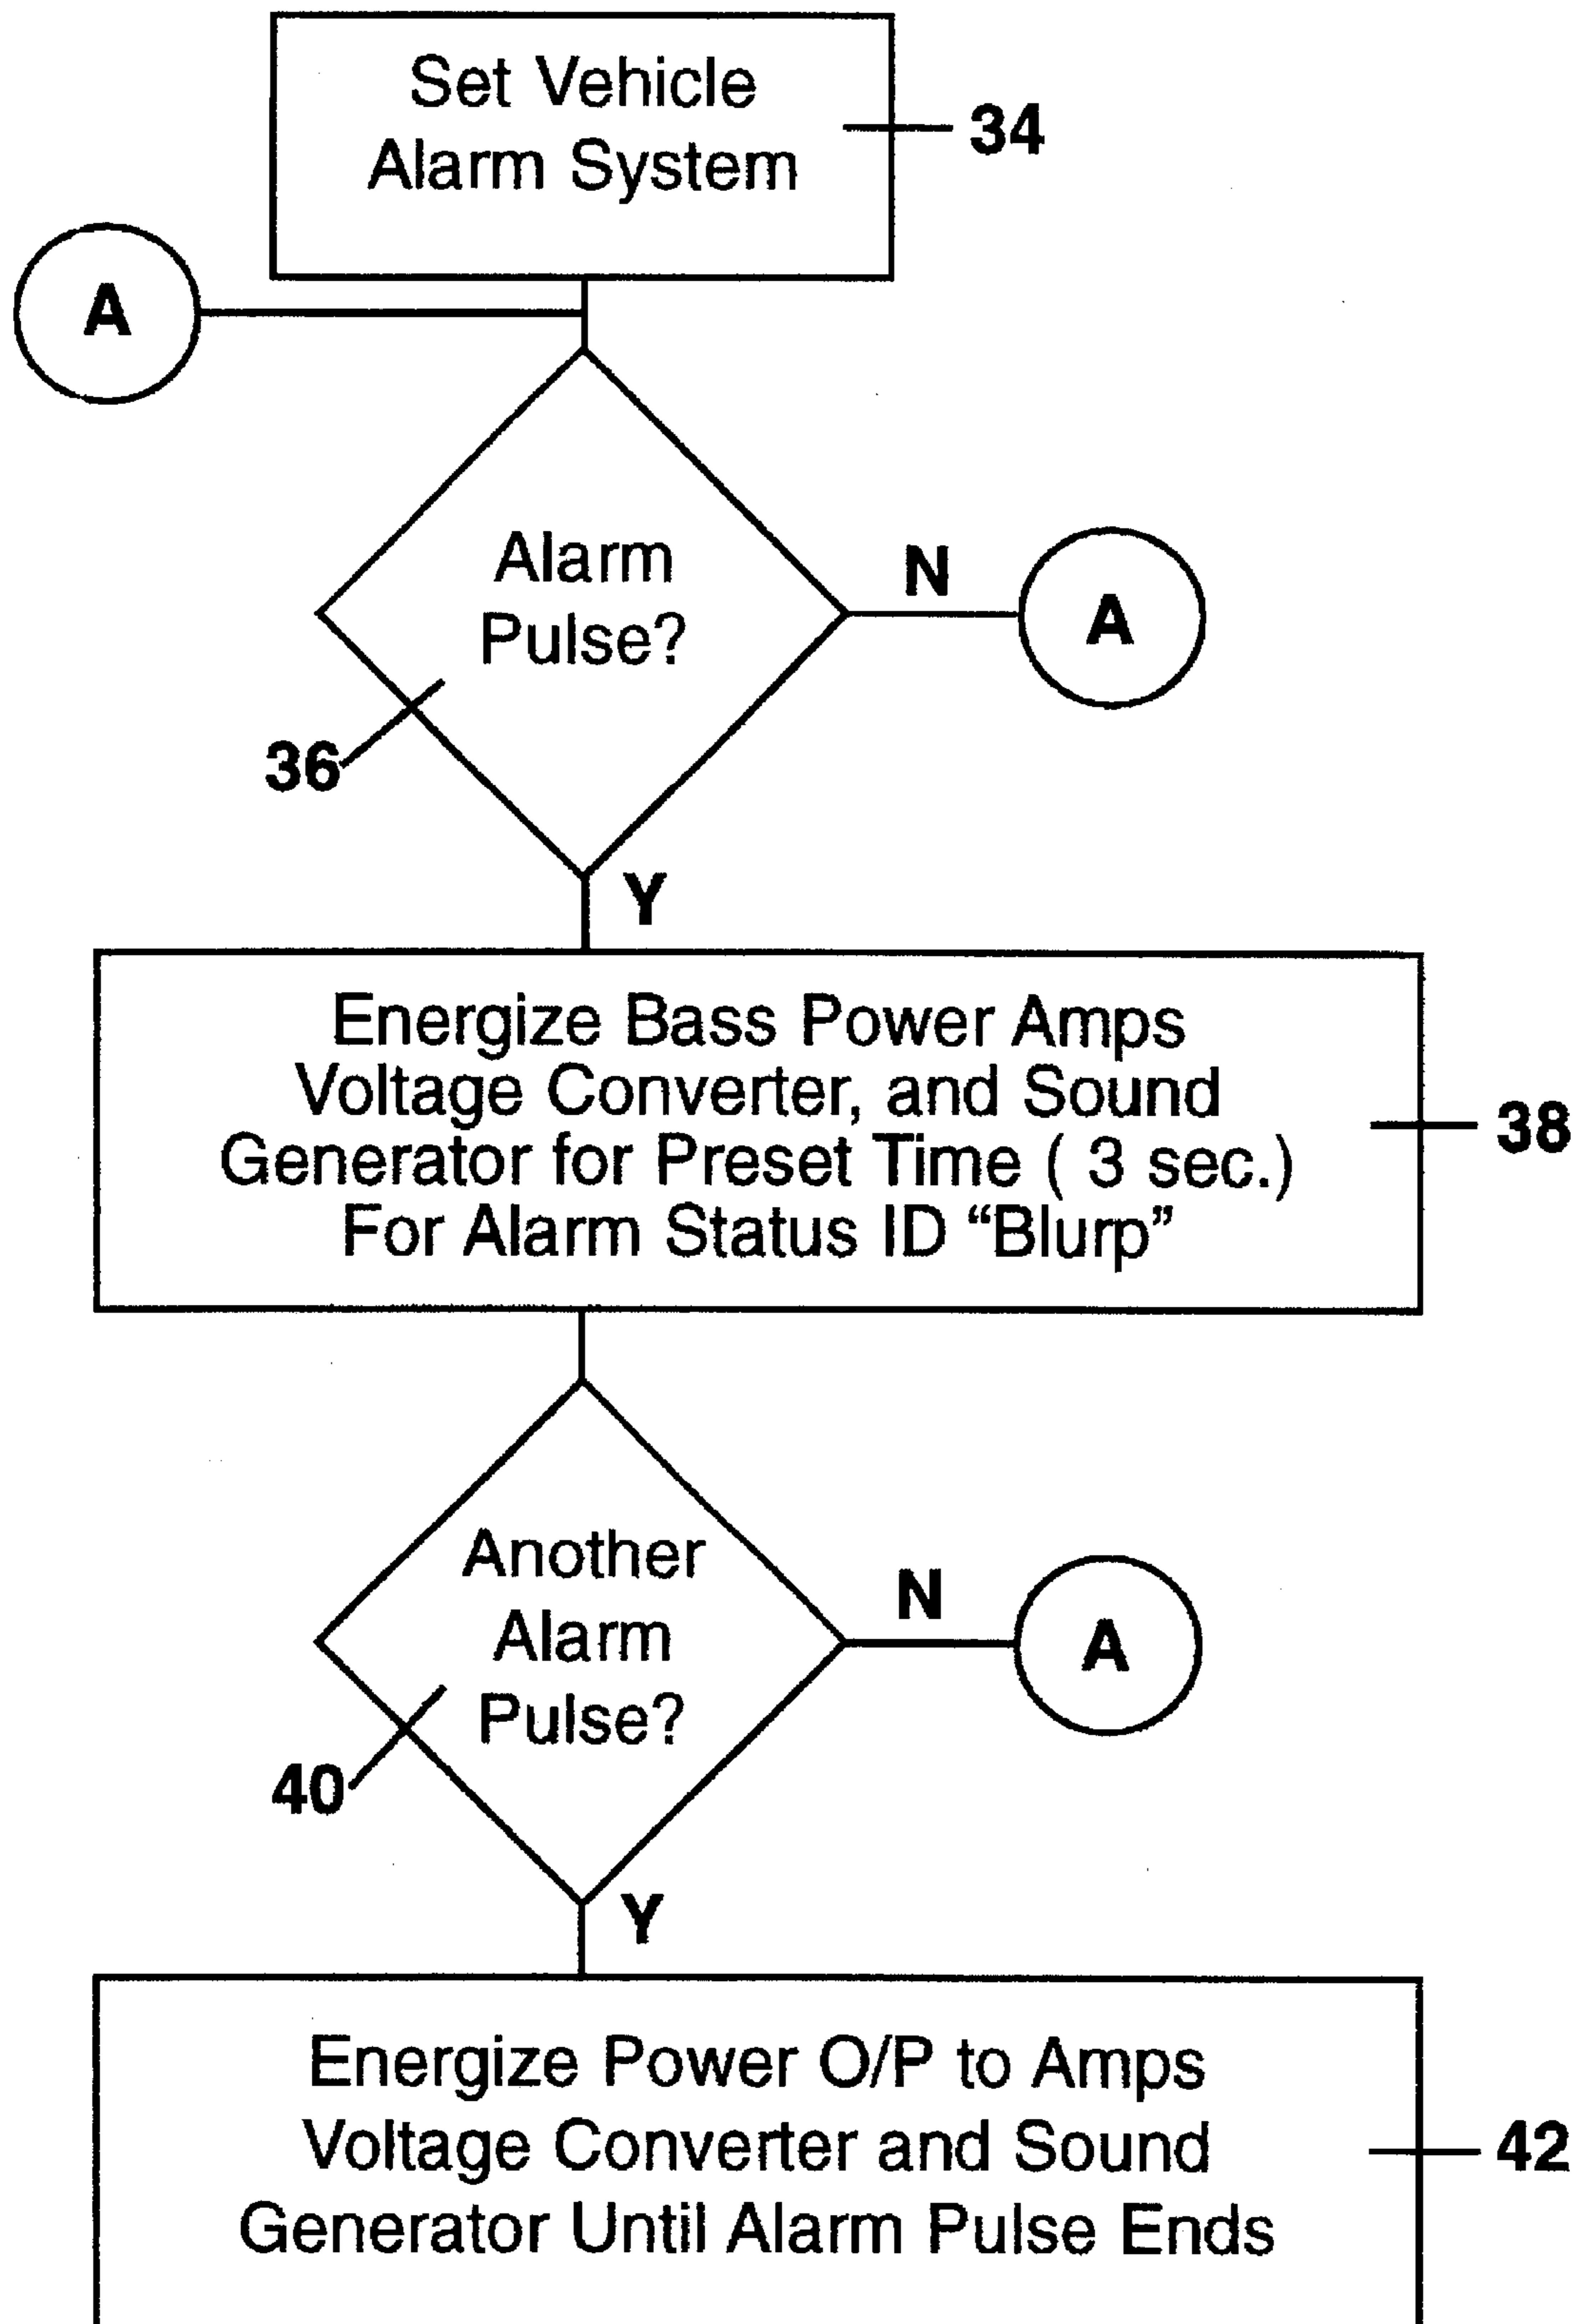 Set Vehicle
Alarm System
34
A
Alarm
Pulse?
N
A
36
Y
Energize Bass Power Amps
Voltage Converter, and Sound
Generator for Preset Time ( 3 sec.)
For Alarm Status ID “Blurp”
38
Another
Alarm
Pulse?
N
A
40
Y
Energize Power O/P to Amps
Voltage Converter and Sound
Generator Until Alarm Pulse Ends
42